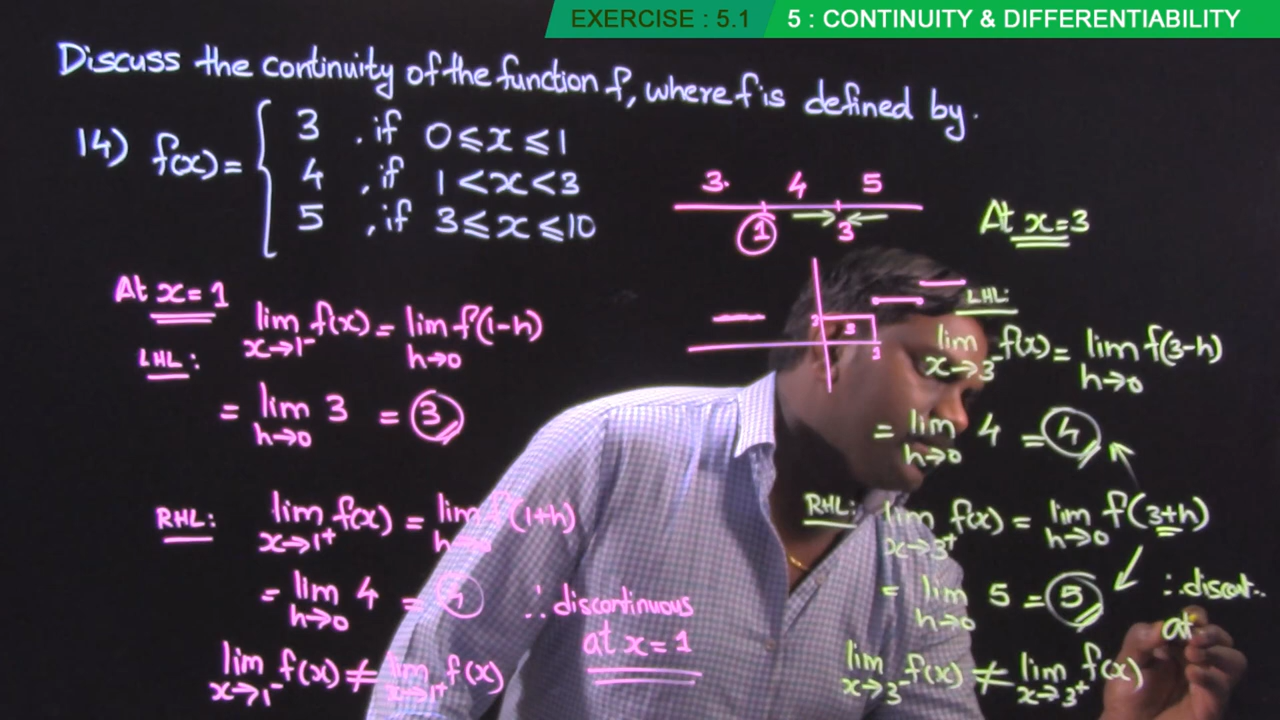 EXERCISE : 5.1
5 : CONTINUITY & DIFFERENTIABILITY
Discuss the continuity of the function f, where f is defined by.
14) f(x) = {
3 , if 0 ≤ x ≤ 1
4 , if 1 < x < 3
5 , if 3 ≤ x ≤ 10
3. 4 5
1 3
At x = 1
LHL : lim x→1⁻ f(x) = lim h→0 f(1-h)
= lim h→0 3 = 3
RHL : lim x→1⁺ f(x) = lim f(1+h)
= lim h→0 4 = 4
lim x→1⁻ f(x) ≠ lim x→1⁺ f(x)
∴ discontinuous
at x = 1
At x = 3
LHL :
lim x→3⁻ f(x) = lim h→0 f(3-h)
= lim h→0 4 = 4
RHL : lim x→3⁺ f(x) = lim h→0 f(3+h)
= lim h→0 5 = 5
lim x→3⁻ f(x) ≠ lim x→3⁺ f(x)
∴ discont..
at